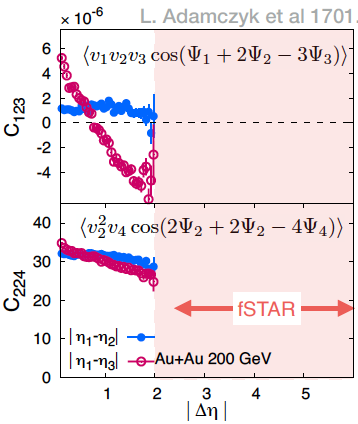 × 10⁻⁶ L. Adamczyk et al 1701.
⟨v₁v₂v₃ cos(Ψ₁ + 2Ψ₂ − 3Ψ₃)⟩
6
4
2
0
-2
-4
C₁₂₃
⟨v₂²v₄ cos(2Ψ₂ + 2Ψ₂ − 4Ψ₄)⟩
40
30
20
10
0
C₂₂₄
fSTAR
| η₁-η₂|
| η₁-η₃| Au+Au 200 GeV
0 1 2 3 4 5
| Δη |